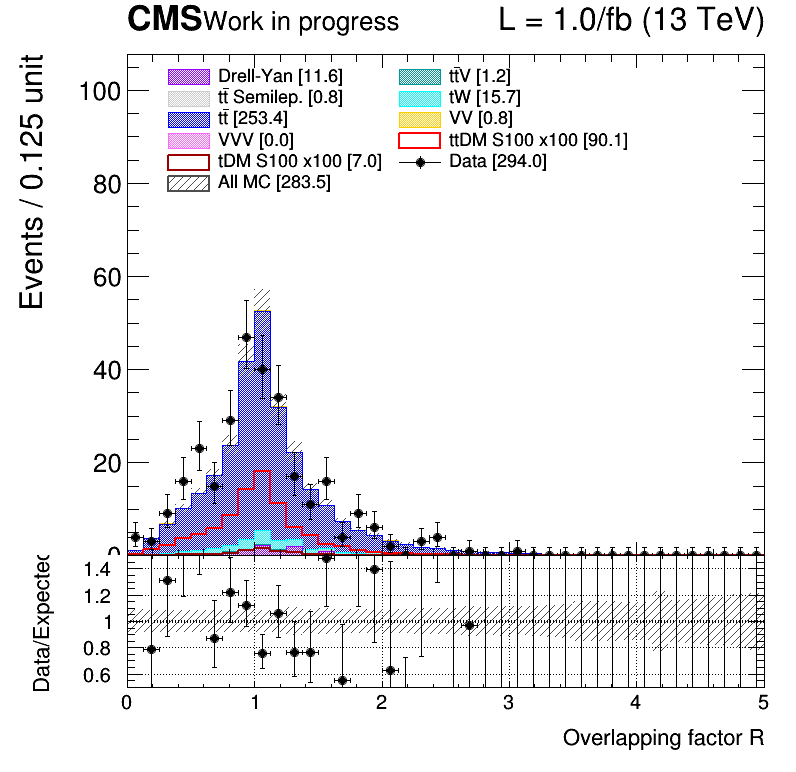 CMS Work in progress L = 1.0/fb (13 TeV)
Drell-Yan [11.6] tt̄V [1.2]
tt̄ Semilep. [0.8] tW [15.7]
tt̄ [253.4] VV [0.8]
VVV [0.0] ttDM S100 x100 [90.1]
tDM S100 x100 [7.0] Data [294.0]
All MC [283.5]
Events / 0.125 unit
100
80
60
40
20
0
Data/Expected
1.4
1.2
1
0.8
0.6
0 1 2 3 4 5
Overlapping factor R